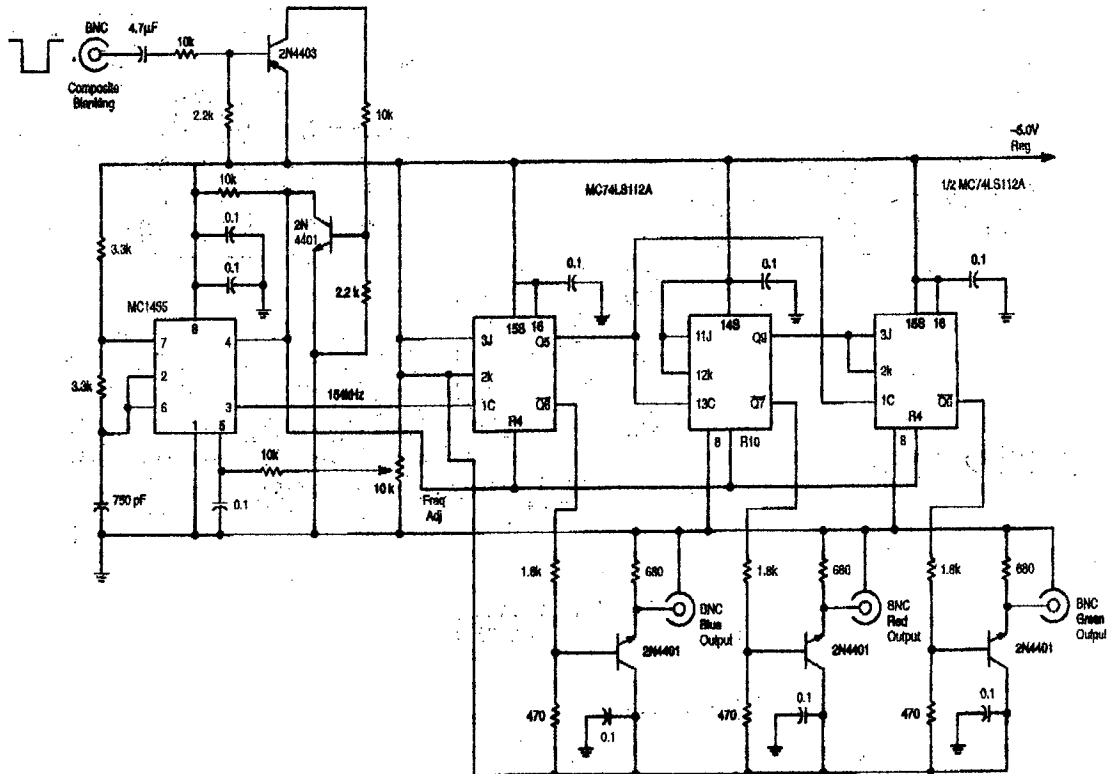 BNC
4.7μF
10k
2N4403
Composite
Blanking
2.2k
10k
-5.0V
Reg
10k
MC74LS112A
1/2 MC74LS112A
0.1
2N
4401
3.3k
0.1
0.1
0.1
0.1
2.2 k
MC1455
8
15S
16
14S
15S
16
7
4
3J
Q5
11J
Q9
3J
3.3k
2
2k
12k
2k
6
3
154kHz
1C
Q6
13C
Q7
1C
Q6
1
5
R4
8
R10
8
R4
10k
10k
750 pF
0.1
Freq
Adj
1.8k
680
BNC
Blue
Output
1.8k
680
BNC
Red
Output
1.8k
680
BNC
Green
Output
2N4401
2N4401
2N4401
470
0.1
470
0.1
470
0.1